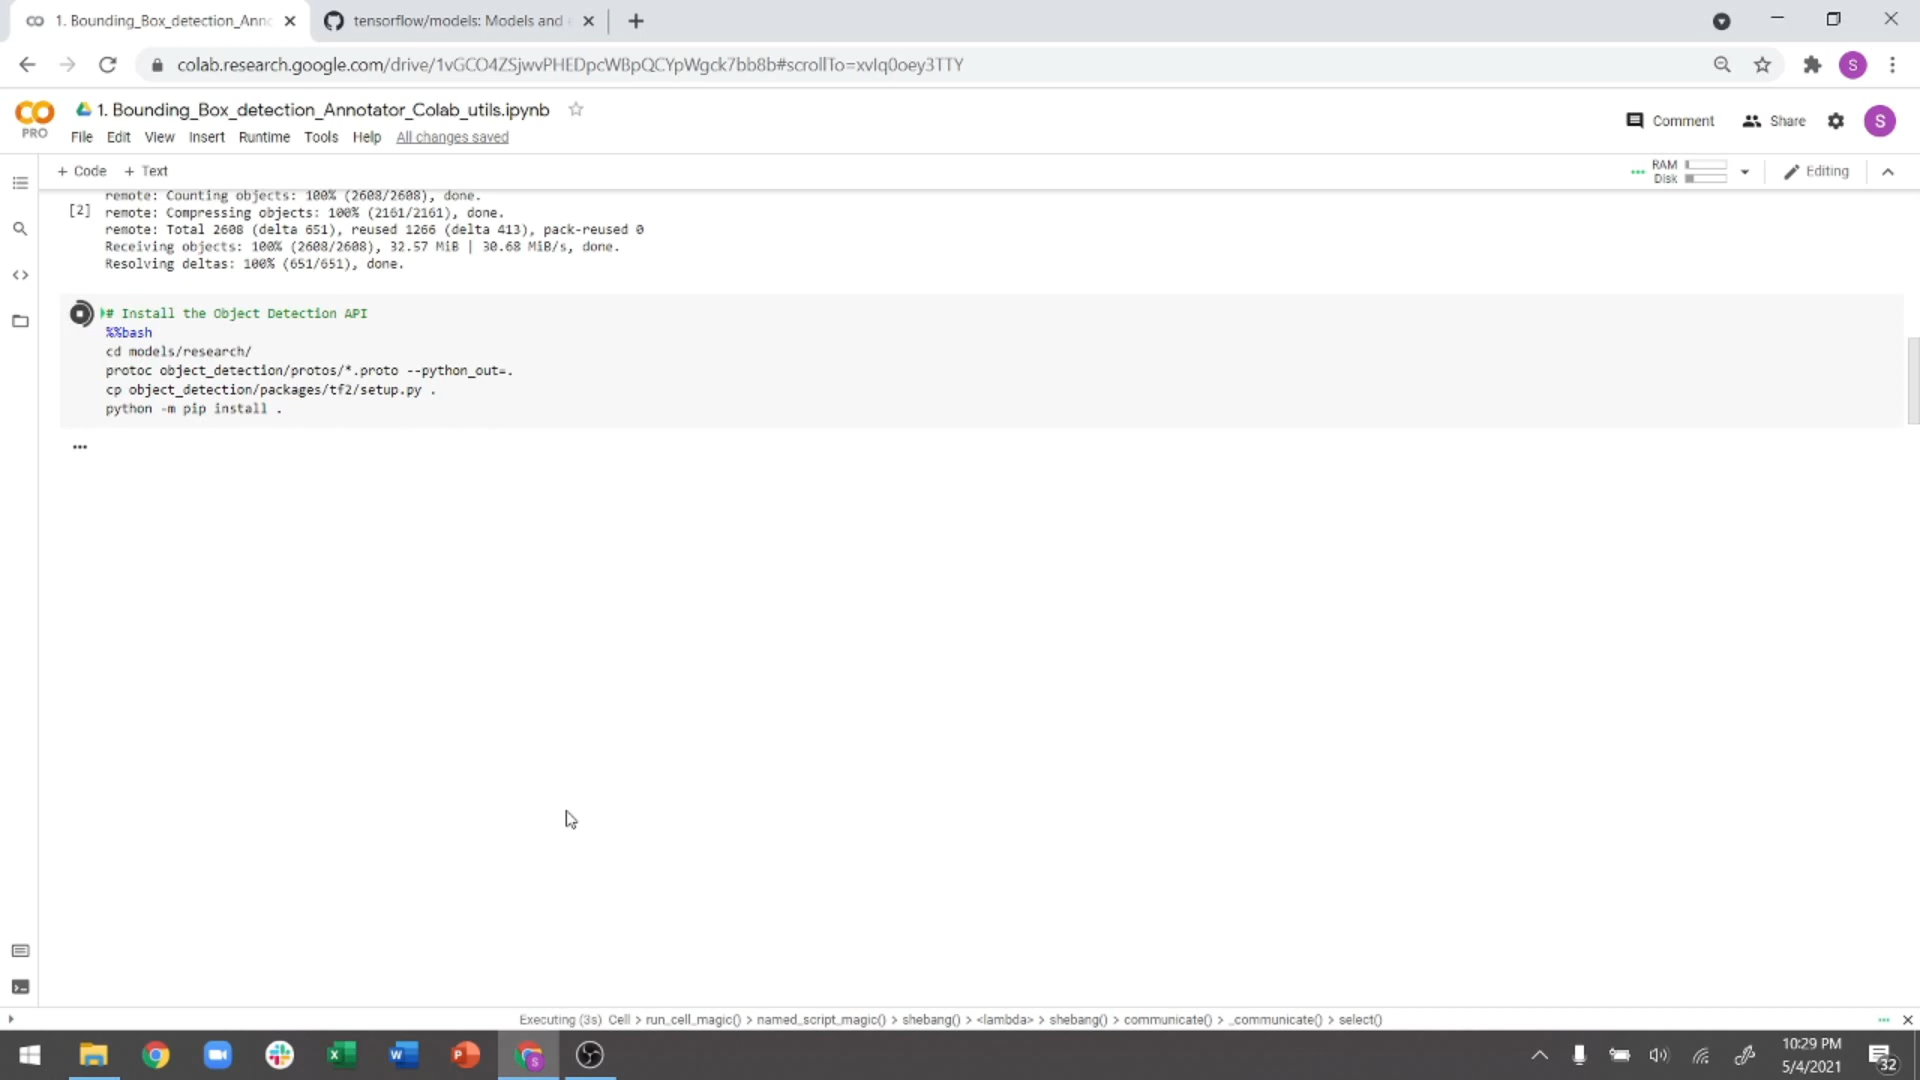 1. Bounding_Box_detection_Ann
tensorflow/models: Models and
colab.research.google.com/drive/1vGCO4ZSjwvPHEDpcWBpQCYpWgck7bb8b#scrollTo=xvIq0oey3TTY
S
PRO
1. Bounding_Box_detection_Annotator_Colab_utils.ipynb
File Edit View Insert Runtime Tools Help All changes saved
Comment Share S
+ Code + Text
RAM
Disk
Editing
remote: Counting objects: 100% (2608/2608), done.
[2] remote: Compressing objects: 100% (2161/2161), done.
remote: Total 2608 (delta 651), reused 1266 (delta 413), pack-reused 0
Receiving objects: 100% (2608/2608), 32.57 MiB | 30.68 MiB/s, done.
Resolving deltas: 100% (651/651), done.
# Install the Object Detection API
%%bash
cd models/research/
protoc object_detection/protos/*.proto --python_out=.
cp object_detection/packages/tf2/setup.py .
python -m pip install .
Executing (3s) Cell > run_cell_magic() > named_script_magic() > shebang() > <lambda> > shebang() > communicate() > _communicate() > select()
10:29 PM
5/4/2021
32